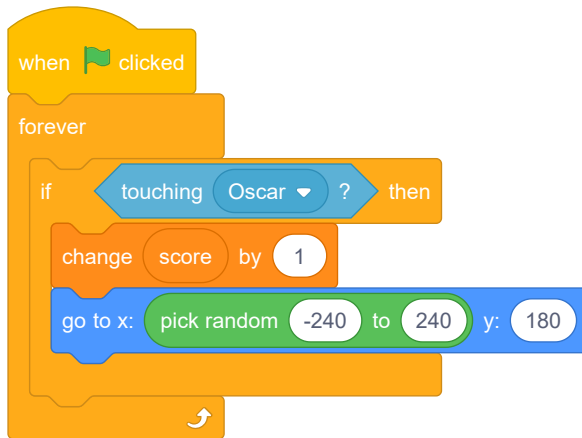 when clicked
forever
if touching Oscar ? then
change score by 1
go to x: pick random -240 to 240 y: 180